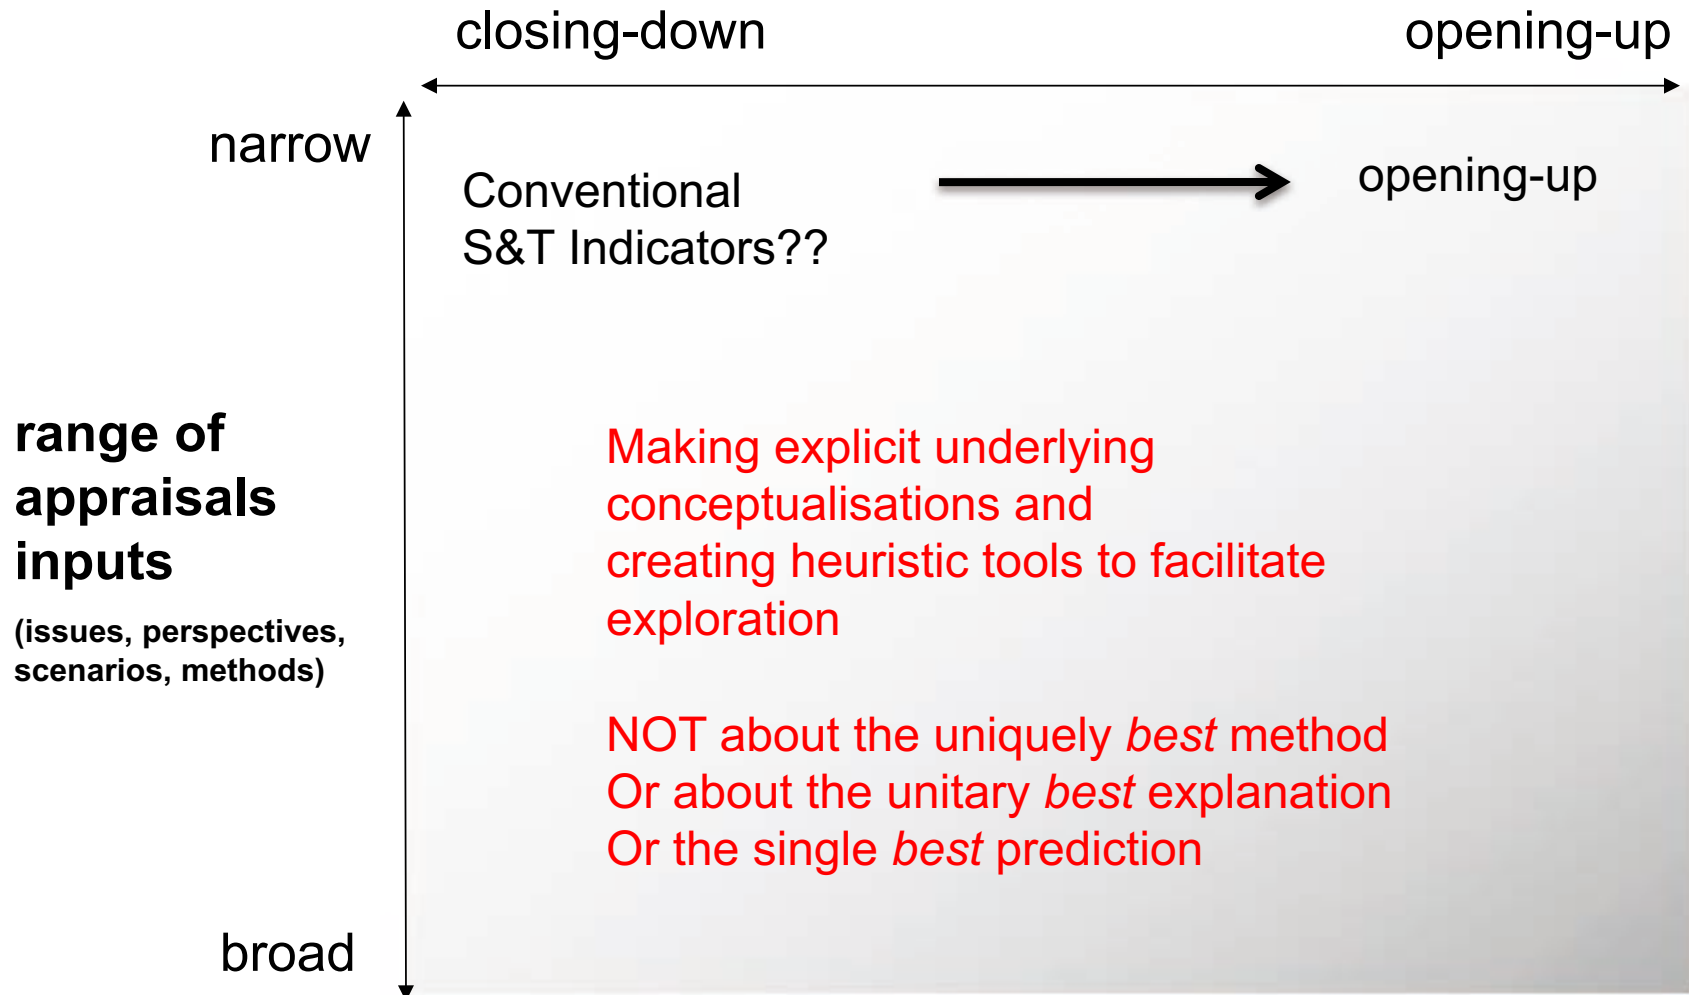 closing-down
opening-up
narrow
Conventional
S&T Indicators??
opening-up
range of
appraisals
inputs
(issues, perspectives,
scenarios, methods)
Making explicit underlying
conceptualisations and
creating heuristic tools to facilitate
exploration
NOT about the uniquely best method
Or about the unitary best explanation
Or the single best prediction
broad